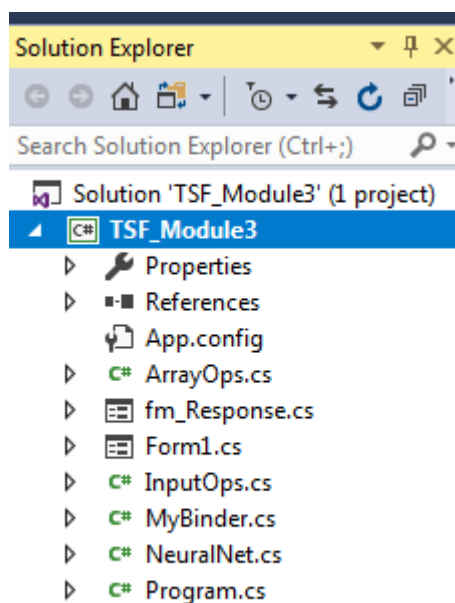 Solution Explorer
Search Solution Explorer (Ctrl+;)
Solution 'TSF_Module3' (1 project)
C# TSF_Module3
Properties
References
App.config
C# ArrayOps.cs
fm_Response.cs
Form1.cs
C# InputOps.cs
C# MyBinder.cs
C# NeuralNet.cs
C# Program.cs